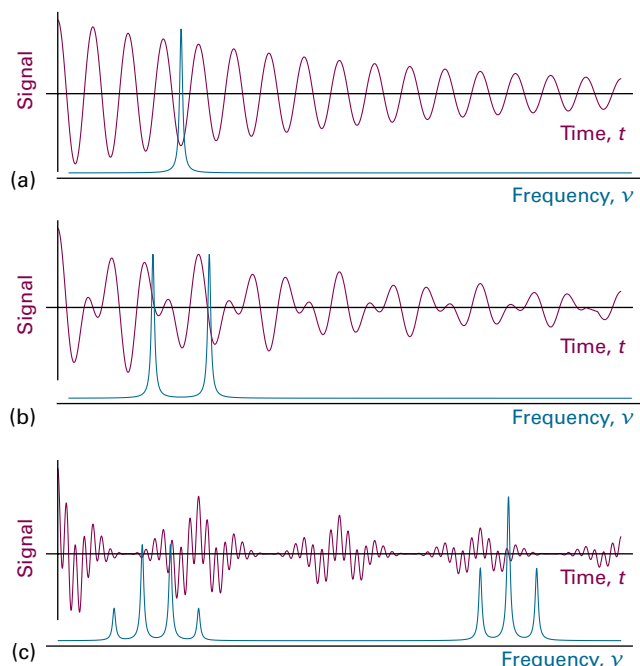 Signal
Time, t
(a)
Frequency, ν
Signal
Time, t
(b)
Frequency, ν
Signal
Time, t
(c)
Frequency, ν